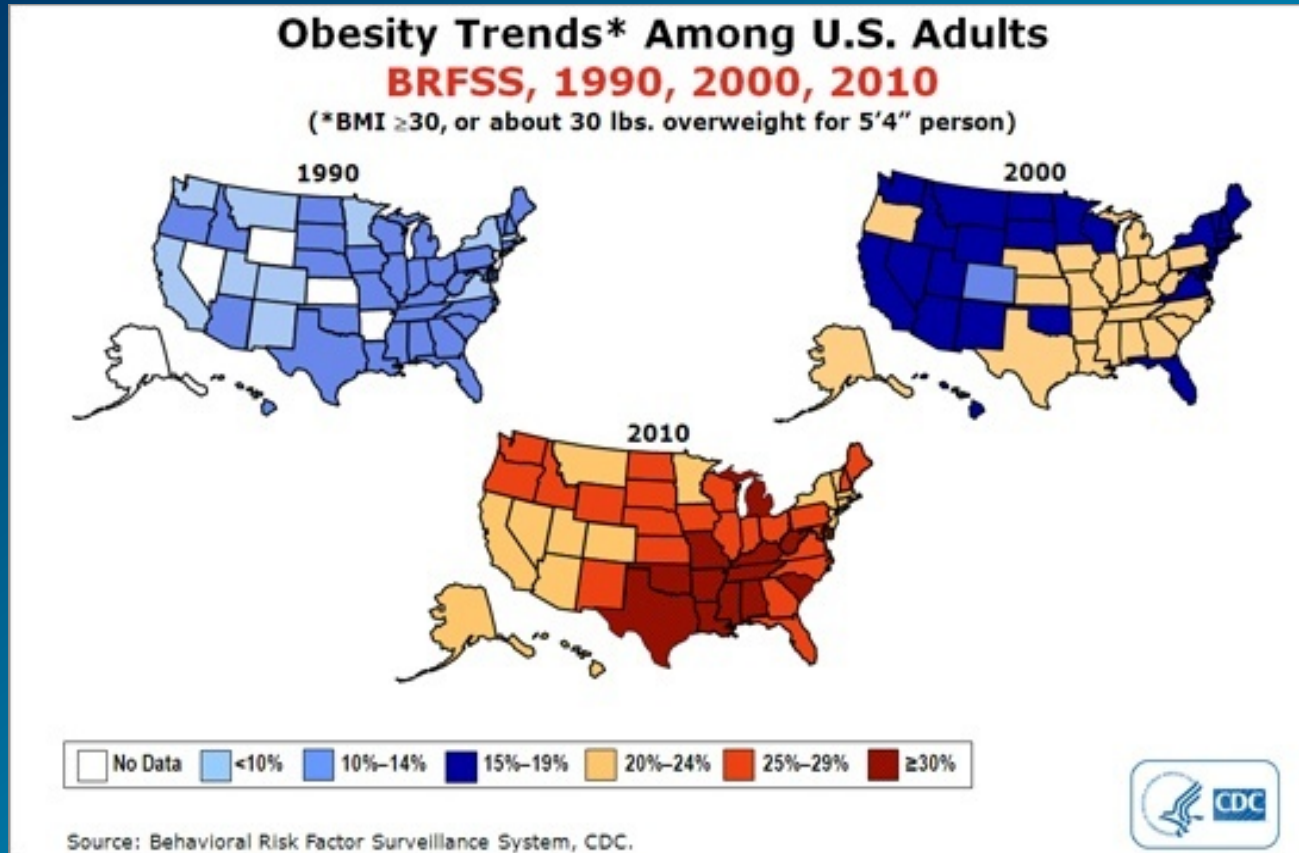 Obesity Trends* Among U.S. Adults
BRFSS, 1990, 2000, 2010
(*BMI ≥30, or about 30 lbs. overweight for 5'4" person)
1990
2000
2010
No Data <10% 10%–14% 15%–19% 20%–24% 25%–29% ≥30%
CDC
Source: Behavioral Risk Factor Surveillance System, CDC.